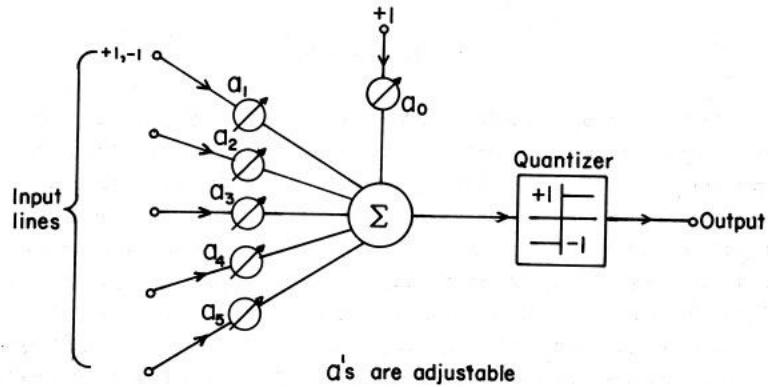 +1
+1,-1
a₁
a₀
a₂
Quantizer
Input
lines
a₃
+1
Σ
-1
Output
a₄
a₅
a's are adjustable